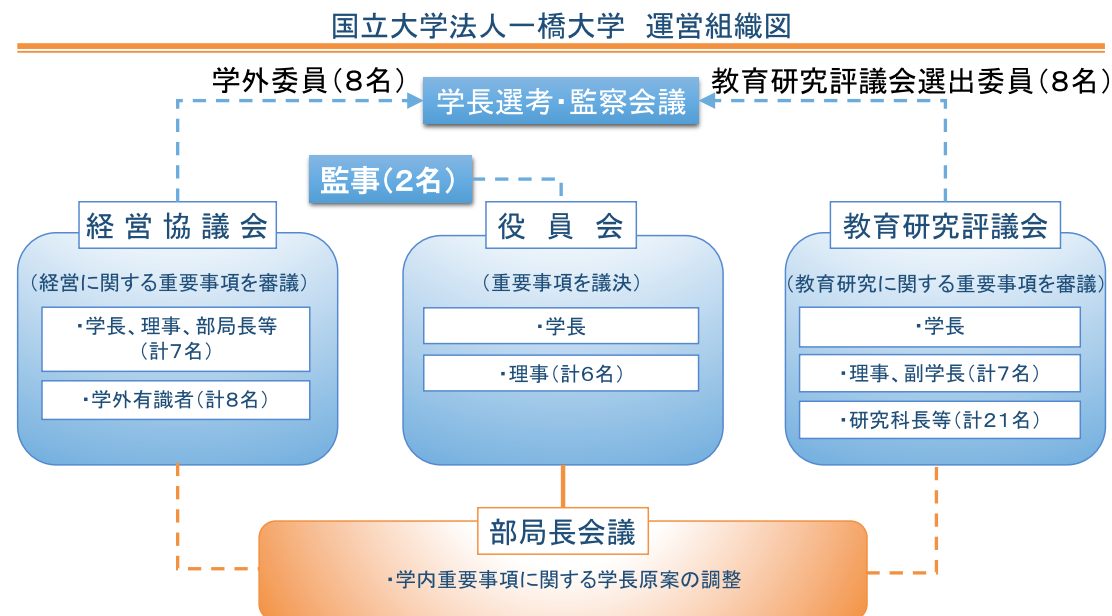 国立大学法人一橋大学　運営組織図
学外委員（8名）
学長選考・監察会議
教育研究評議会選出委員（8名）
監事（2名）
経営協議会
（経営に関する重要事項を審議）
・学長、理事、部局長等
（計7名）
・学外有識者（計8名）
役員会
（重要事項を議決）
・学長
・理事（計6名）
教育研究評議会
（教育研究に関する重要事項を審議）
・学長
・理事、副学長（計7名）
・研究科長等（計21名）
部局長会議
・学内重要事項に関する学長原案の調整